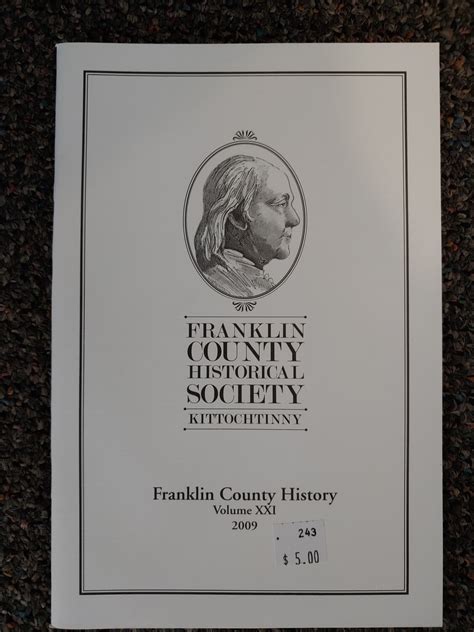 FRANKLIN
COUNTY
HISTORICAL
SOCIETY
KITTOCHTINNY
Franklin County History
Volume XXI
2009
243
$ 5.00